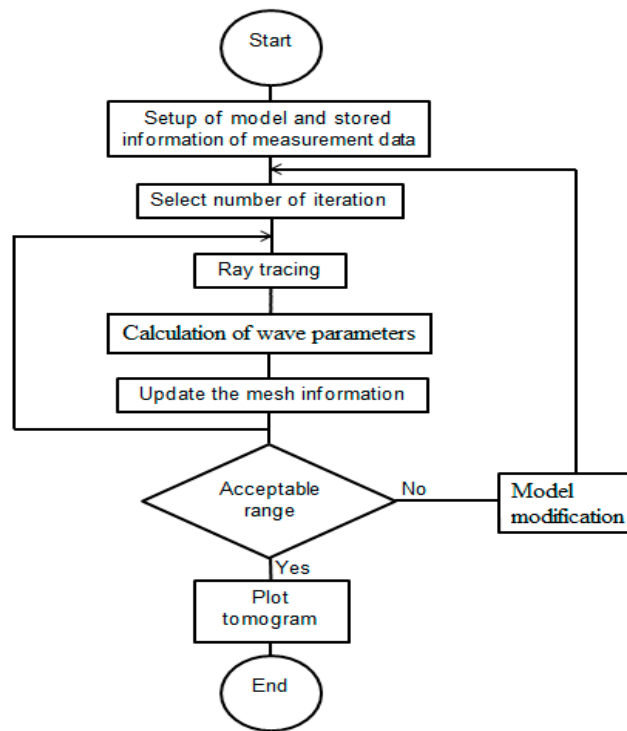 Start
Setup of model and stored
information of measurement data
Select number of iteration
Ray tracing
Calculation of wave parameters
Update the mesh information
Acceptable
range
No
Model
modification
Yes
Plot
tomogram
End